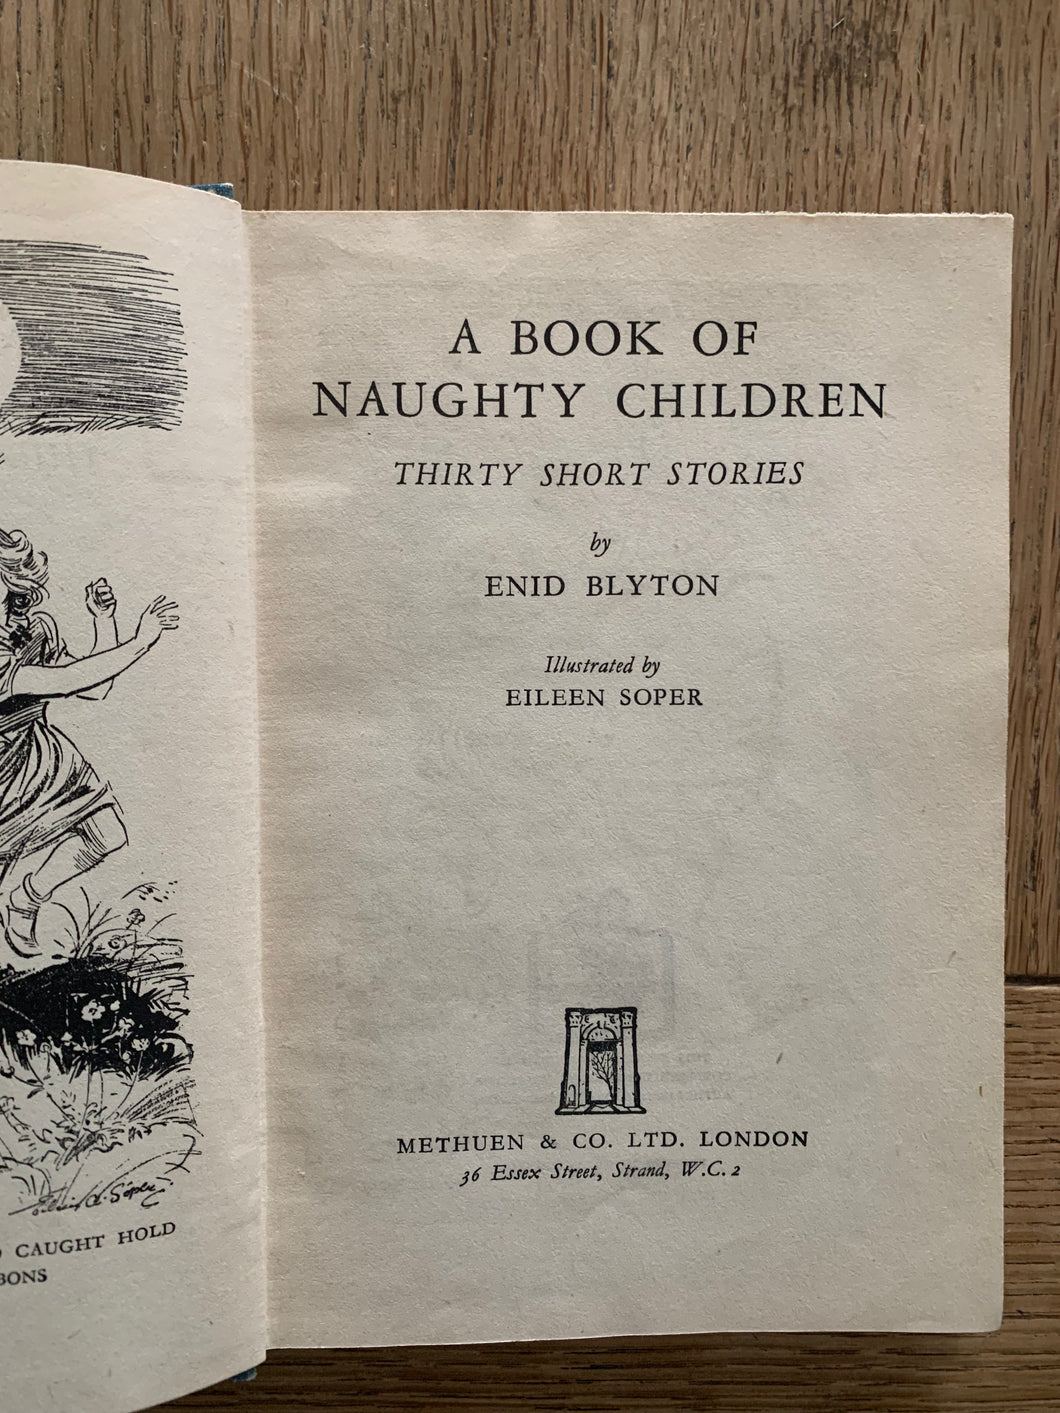 CAUGHT HOLD
A BOOK OF
NAUGHTY CHILDREN
THIRTY SHORT STORIES
by
ENID BLYTON
Illustrated by
EILEEN SOPER
METHUEN & CO. LTD. LONDON
36 Essex Street, Strand, W.C.2